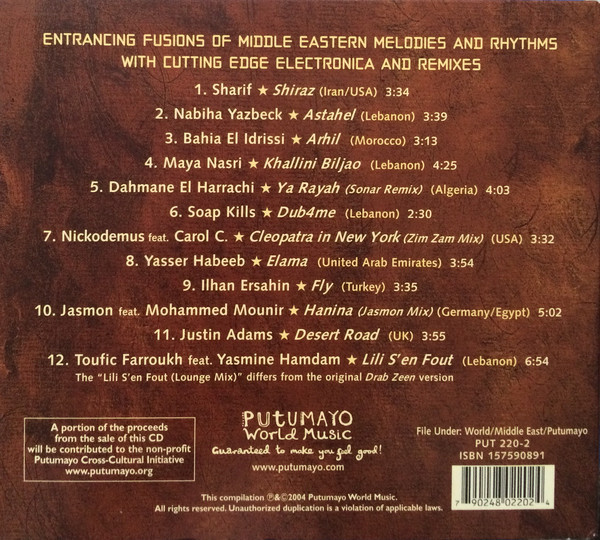 ENTRANCING FUSIONS OF MIDDLE EASTERN MELODIES AND RHYTHMS
WITH CUTTING EDGE ELECTRONICA AND REMIXES
1. Sharif ★ Shiraz (Iran/USA) 3:34
2. Nabiha Yazbeck ★ Astahel (Lebanon) 3:39
3. Bahia El Idrissi ★ Arhil (Morocco) 3:13
4. Maya Nasri ★ Khallini Biljao (Lebanon) 4:25
5. Dahmane El Harrachi ★ Ya Rayah (Sonar Remix) (Algeria) 4:03
6. Soap Kills ★ Dub4me (Lebanon) 2:30
7. Nickodemus feat. Carol C. ★ Cleopatra in New York (Zim Zam Mix) (USA) 3:32
8. Yasser Habeeb ★ Elama (United Arab Emirates) 3:54
9. Ilhan Ersahin ★ Fly (Turkey) 3:35
10. Jasmon feat. Mohammed Mounir ★ Hanina (Jasmon Mix) (Germany/Egypt) 5:02
11. Justin Adams ★ Desert Road (UK) 3:55
12. Toufic Farroukh feat. Yasmine Hamdam ★ Lili S'en Fout (Lebanon) 6:54
The "Lili S'en Fout (Lounge Mix)" differs from the original Drab Zeen version
A portion of the proceeds
from the sale of this CD
will be contributed to the non-profit
Putumayo Cross-Cultural Initiative
www.putumayo.org
PUTUMAYO
World Music
Guaranteed to make you feel good!
www.putumayo.com
File Under: World/Middle East/Putumayo
PUT 220-2
ISBN 157590891
7 90248 02202 4
This compilation ℗&©2004 Putumayo World Music.
All rights reserved. Unauthorized duplication is a violation of applicable laws.